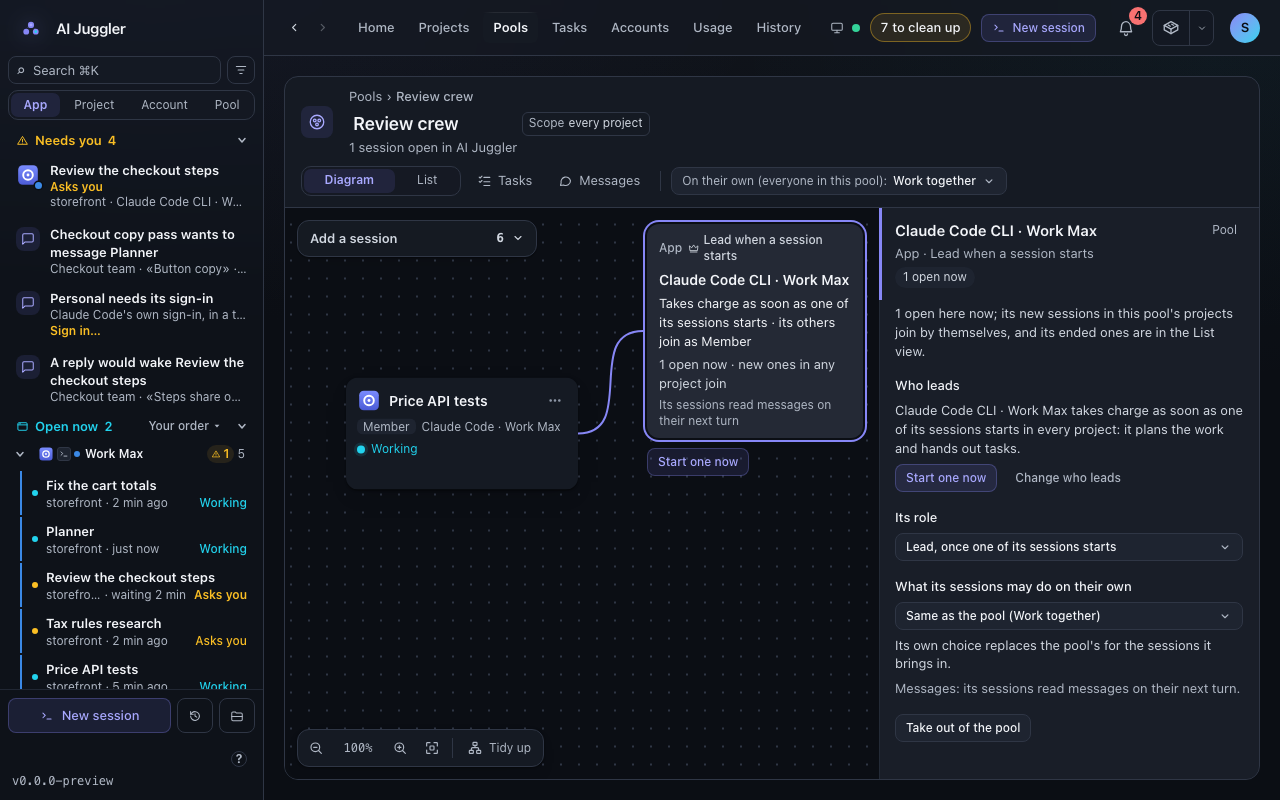 AI Juggler
Search ⌘K
App Project Account Pool
Needs you 4
Review the checkout steps
Asks you
storefront · Claude Code CLI · W...
Checkout copy pass wants to
message Planner
Checkout team · «Button copy» ·...
Personal needs its sign-in
Claude Code's own sign-in, in a t...
Sign in...
A reply would wake Review the
checkout steps
Checkout team · «Steps share o...
Open now 2 Your order
Work Max 1 5
Fix the cart totals
storefront · 2 min ago Working
Planner
storefront · just now Working
Review the checkout steps
storefro... · waiting 2 min Asks you
Tax rules research
storefront · 2 min ago Asks you
Price API tests
storefront · 5 min ago Working
New session
?
v0.0.0-preview
Home Projects Pools Tasks Accounts Usage History
7 to clean up
New session
4
S
Pools › Review crew
Review crew
Scope every project
1 session open in AI Juggler
Diagram List Tasks Messages
On their own (everyone in this pool): Work together
Add a session 6
Price API tests
Member Claude Code · Work Max
Working
App Lead when a session
starts
Claude Code CLI · Work Max
Takes charge as soon as one of
its sessions starts · its others
join as Member
1 open now · new ones in any
project join
Its sessions read messages on
their next turn
Start one now
100% Tidy up
Claude Code CLI · Work Max Pool
App · Lead when a session starts
1 open now
1 open here now; its new sessions in this pool's projects
join by themselves, and its ended ones are in the List
view.
Who leads
Claude Code CLI · Work Max takes charge as soon as one
of its sessions starts in every project: it plans the work
and hands out tasks.
Start one now Change who leads
Its role
Lead, once one of its sessions starts
What its sessions may do on their own
Same as the pool (Work together)
Its own choice replaces the pool's for the sessions it
brings in.
Messages: its sessions read messages on their next turn.
Take out of the pool